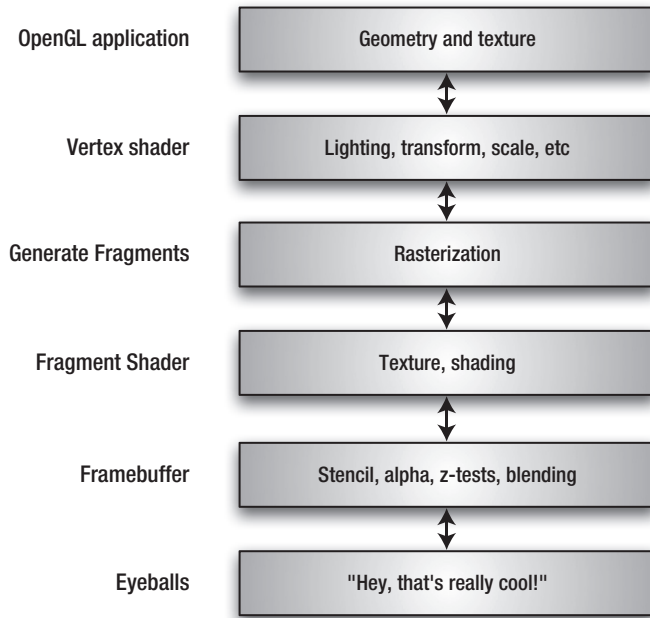 OpenGL application
Geometry and texture
Vertex shader
Lighting, transform, scale, etc
Generate Fragments
Rasterization
Fragment Shader
Texture, shading
Framebuffer
Stencil, alpha, z-tests, blending
Eyeballs
"Hey, that's really cool!"